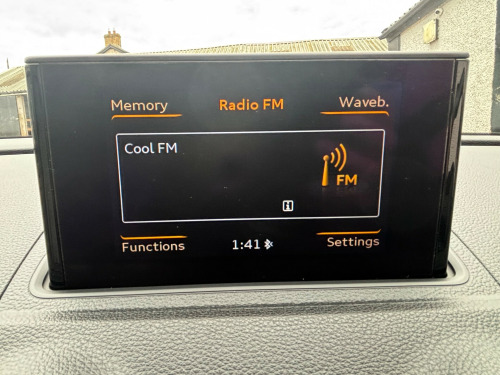 Memory Radio FM Waveb.
Cool FM
FM
i
Functions 1:41 Settings